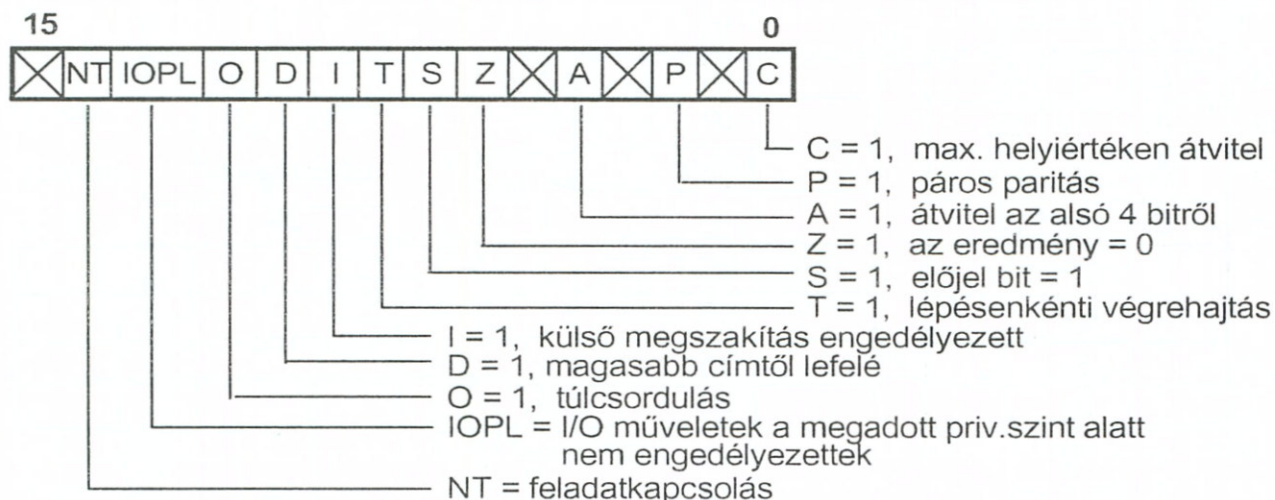 15 0
NT IOPL O D I T S Z A P C
C = 1, max. helyiértéken átvitel
P = 1, páros paritás
A = 1, átvitel az alsó 4 bitről
Z = 1, az eredmény = 0
S = 1, előjel bit = 1
T = 1, lépésenkénti végrehajtás
I = 1, külső megszakítás engedélyezett
D = 1, magasabb címtől lefelé
O = 1, túlcsordulás
IOPL = I/O műveletek a megadott priv.szint alatt
nem engedélyezettek
NT = feladatkapcsolás